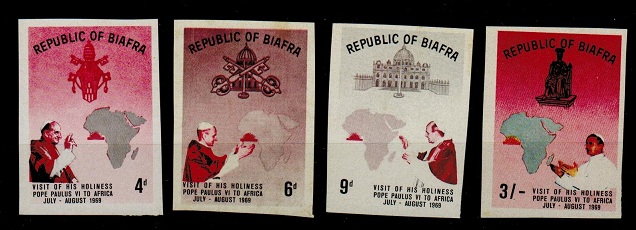 REPUBLIC OF BIAFRA
VISIT OF HIS HOLINESS
POPE PAULUS VI TO AFRICA
JULY - AUGUST 1969
4d
REPUBLIC OF BIAFRA
VISIT OF HIS HOLINESS
POPE PAULUS VI TO AFRICA
JULY - AUGUST 1969
6d
REPUBLIC OF BIAFRA
9d
VISIT OF HIS HOLINESS
POPE PAULUS VI TO AFRICA
JULY - AUGUST 1969
REPUBLIC OF BIAFRA
3/-
VISIT OF HIS HOLINESS
POPE PAULUS VI TO AFRICA
JULY - AUGUST 1969